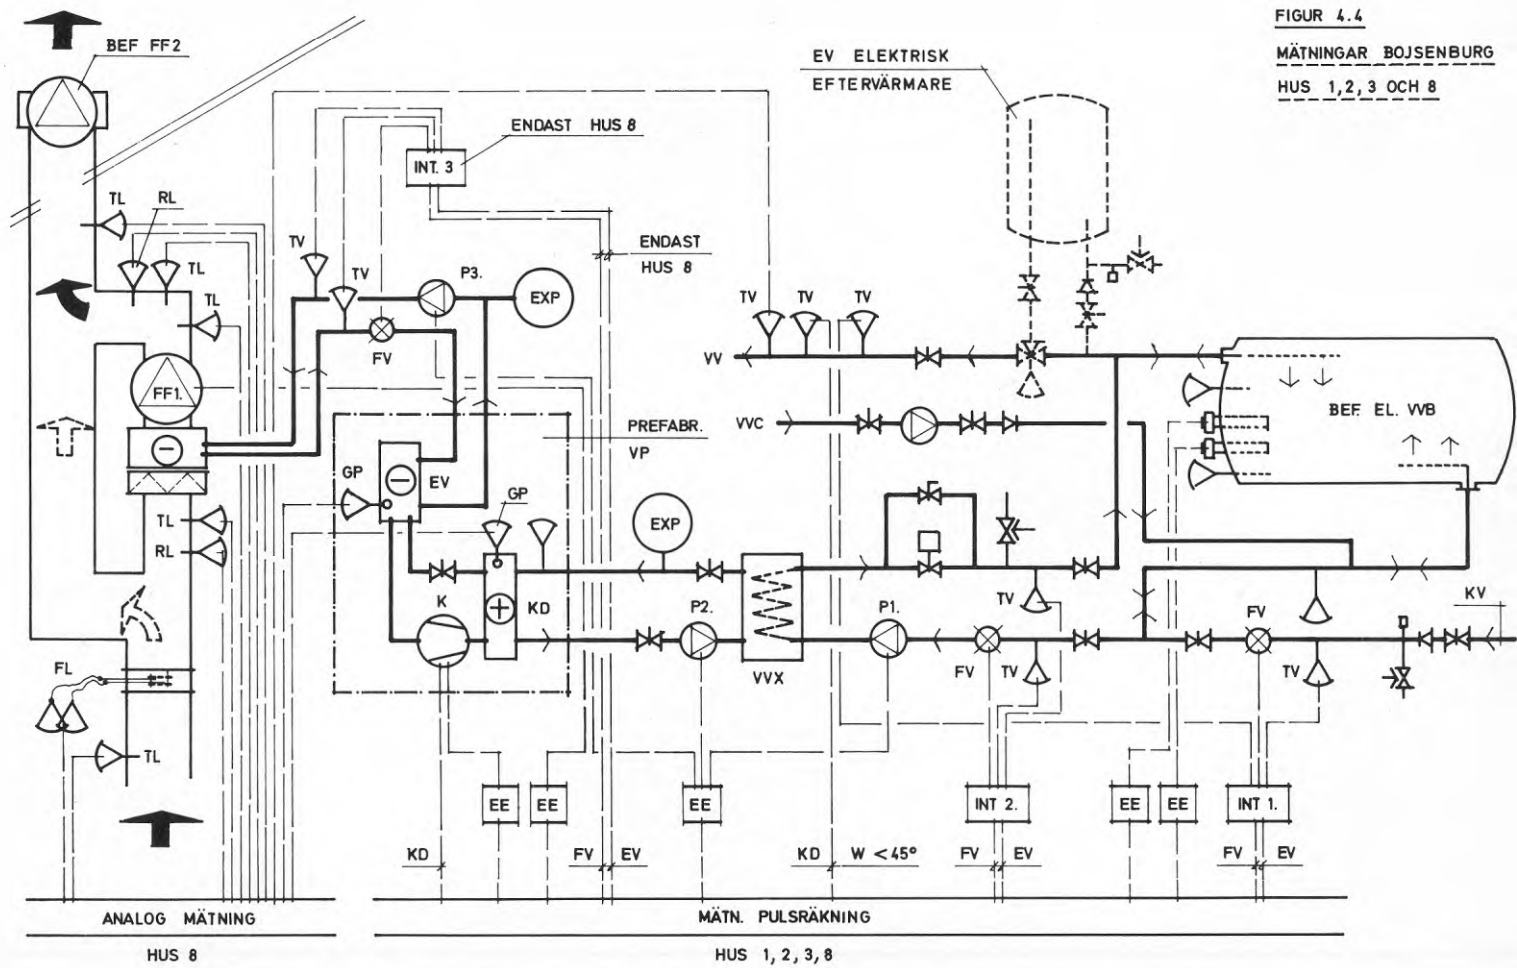 FIGUR 4.4
MÄTNINGAR BOJSENBURG
HUS 1,2,3 OCH 8
BEF FF2
EV ELEKTRISK
EFTERVÄRMARE
ENDAST HUS 8
INT. 3
TL
RL
TL
TL
TV
TV
P3.
EXP
FV
ENDAST
HUS 8
TV
TV
TV
VV
VVC
BEF. EL. VVB
FF1.
PREFABR.
VP
GP
EV
GP
EXP
TL
RL
K
KD
P2.
VVX
P1.
FV
TV
TV
FV
TV
KV
FL
TL
EE
EE
EE
INT 2.
EE
EE
INT 1.
KD
FV
EV
KD
W <45°
FV
EV
FV
EV
ANALOG MÄTNING
HUS 8
MÄTN. PULSRÄKNING
HUS 1, 2, 3, 8